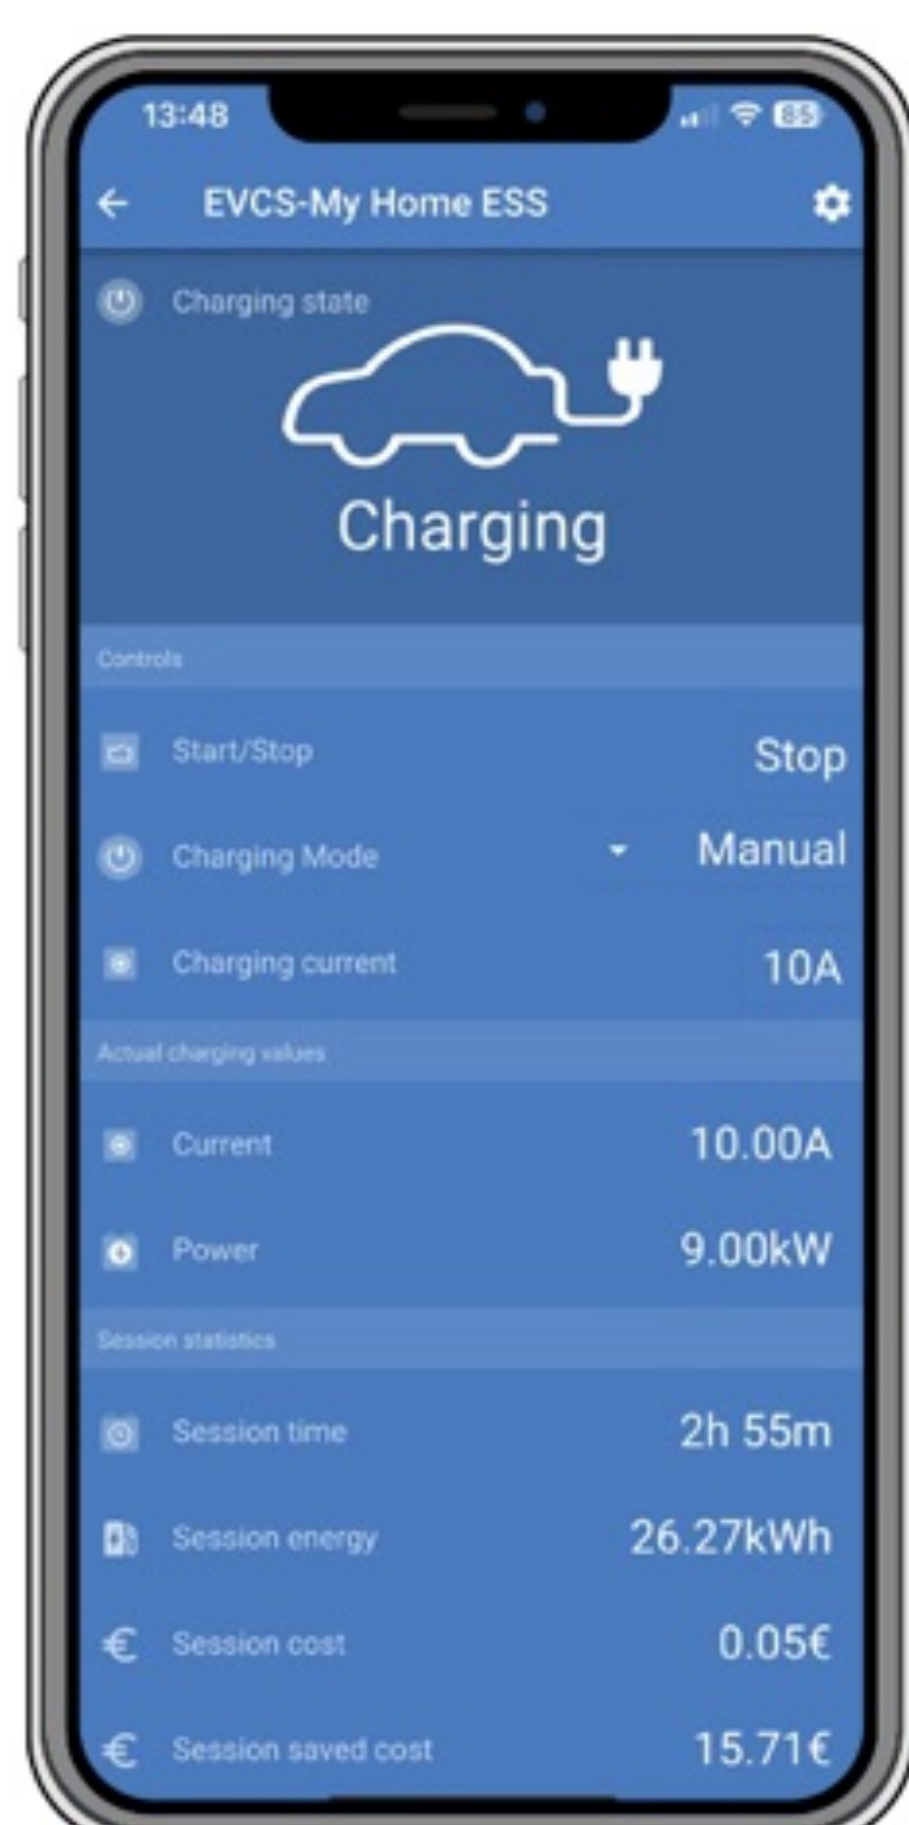 13:48
85
EVCS-My Home ESS
Charging state
Charging
Controls
Start/Stop Stop
Charging Mode Manual
Charging current 10A
Actual charging values
Current 10.00A
Power 9.00kW
Session statistics
Session time 2h 55m
Session energy 26.27kWh
€ Session cost 0.05€
€ Session saved cost 15.71€